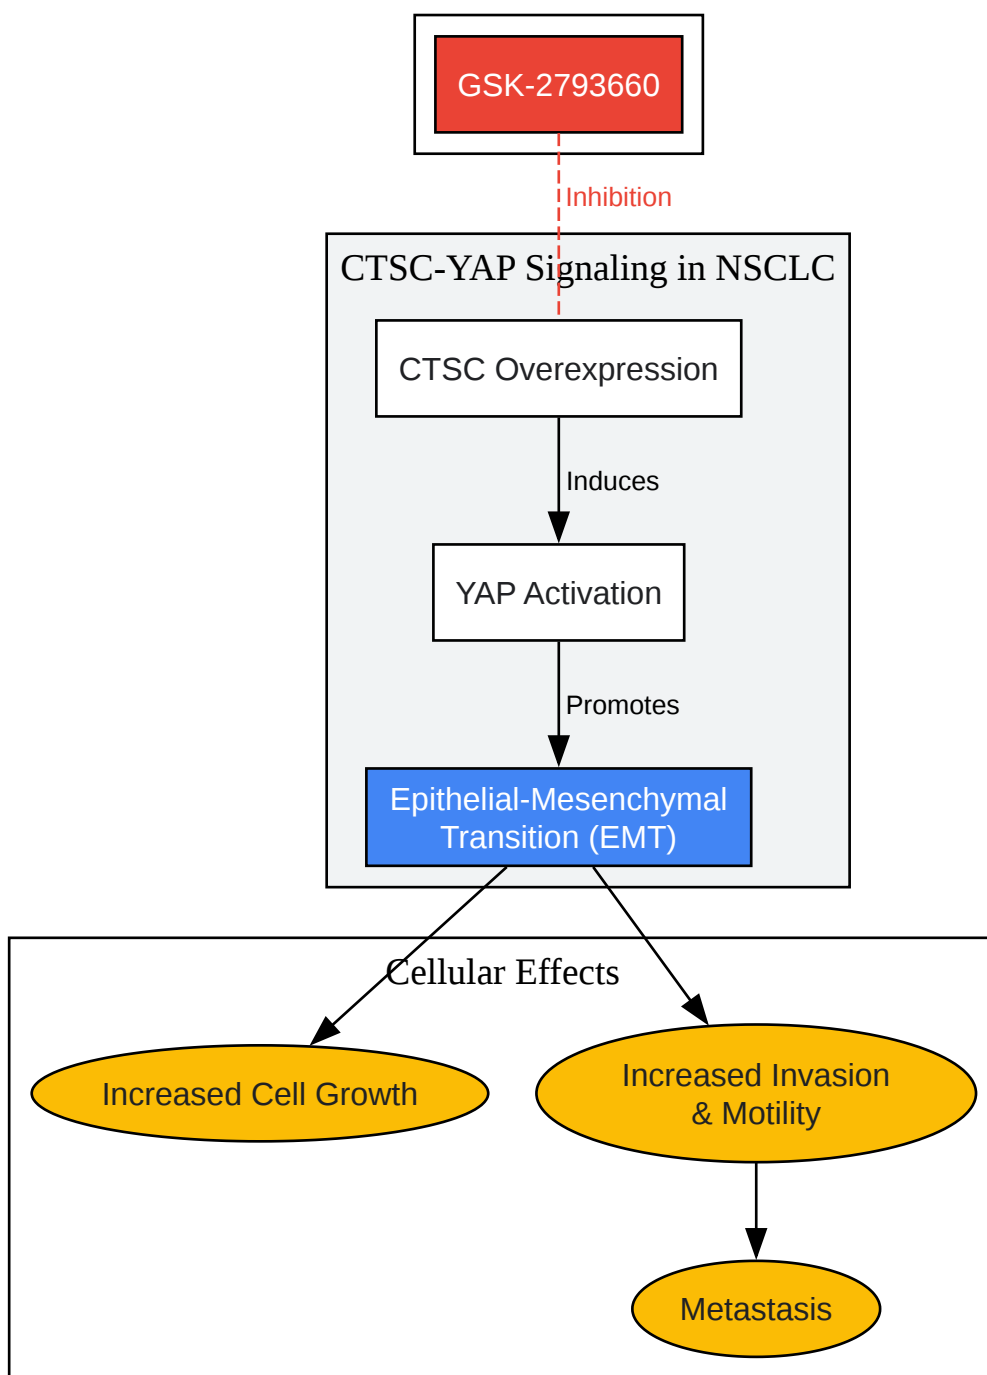 GSK-2793660
Inhibition
CTSC-YAP Signaling in NSCLC
CTSC Overexpression
Induces
YAP Activation
Promotes
Epithelial-Mesenchymal
Transition (EMT)
Cellular Effects
Increased Cell Growth
Increased Invasion
& Motility
Metastasis